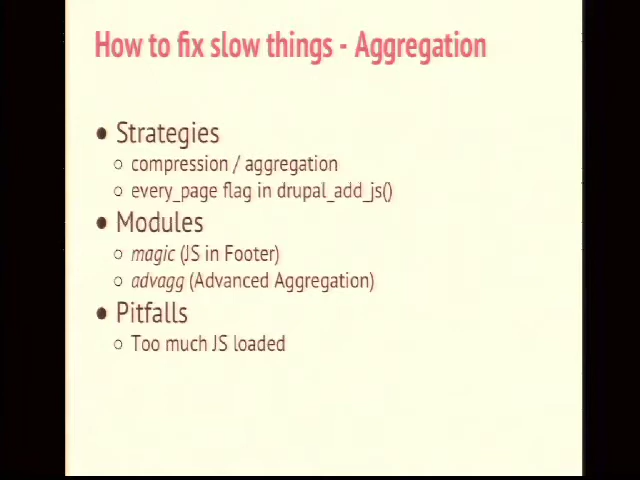 How to fix slow things - Aggregation
● Strategies
○ compression / aggregation
○ every_page flag in drupal_add_js()
● Modules
○ magic (JS in Footer)
○ advagg (Advanced Aggregation)
● Pitfalls
○ Too much JS loaded